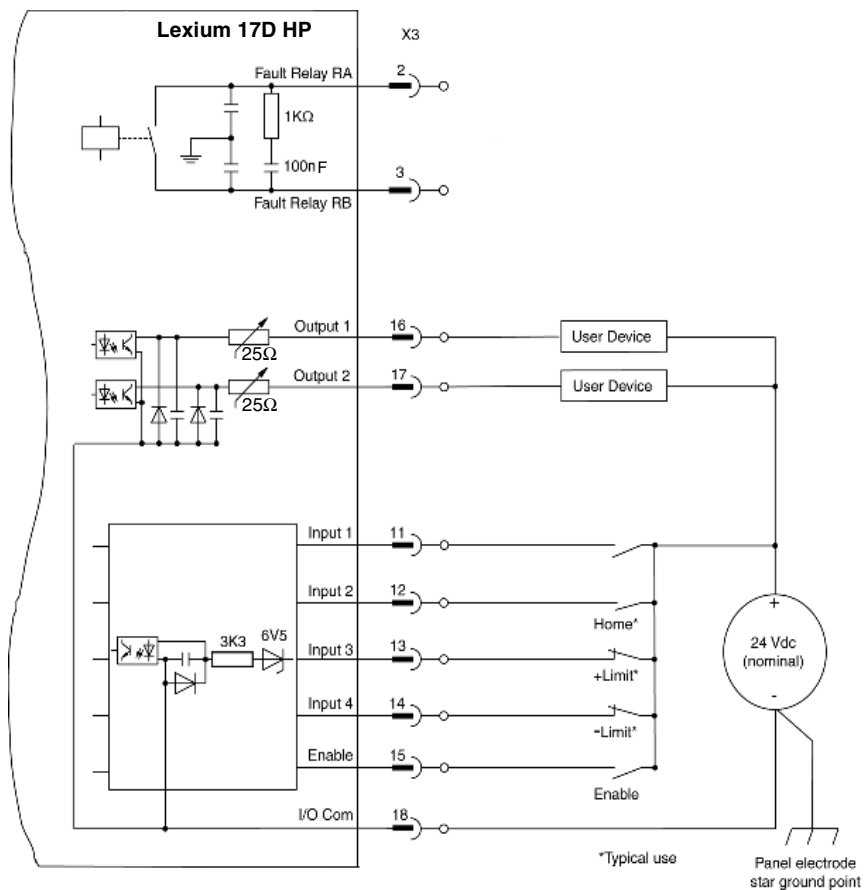 Lexium 17D HP
X3
Fault Relay RA
2
1KΩ
100nF
3
Fault Relay RB
Output 1
16
User Device
25Ω
Output 2
17
User Device
25Ω
Input 1
11
Input 2
12
Home*
+
24 Vdc
(nominal)
-
3K3
6V5
Input 3
13
+Limit*
Input 4
14
-Limit*
Enable
15
Enable
I/O Com
18
*Typical use
Panel electrode
star ground point